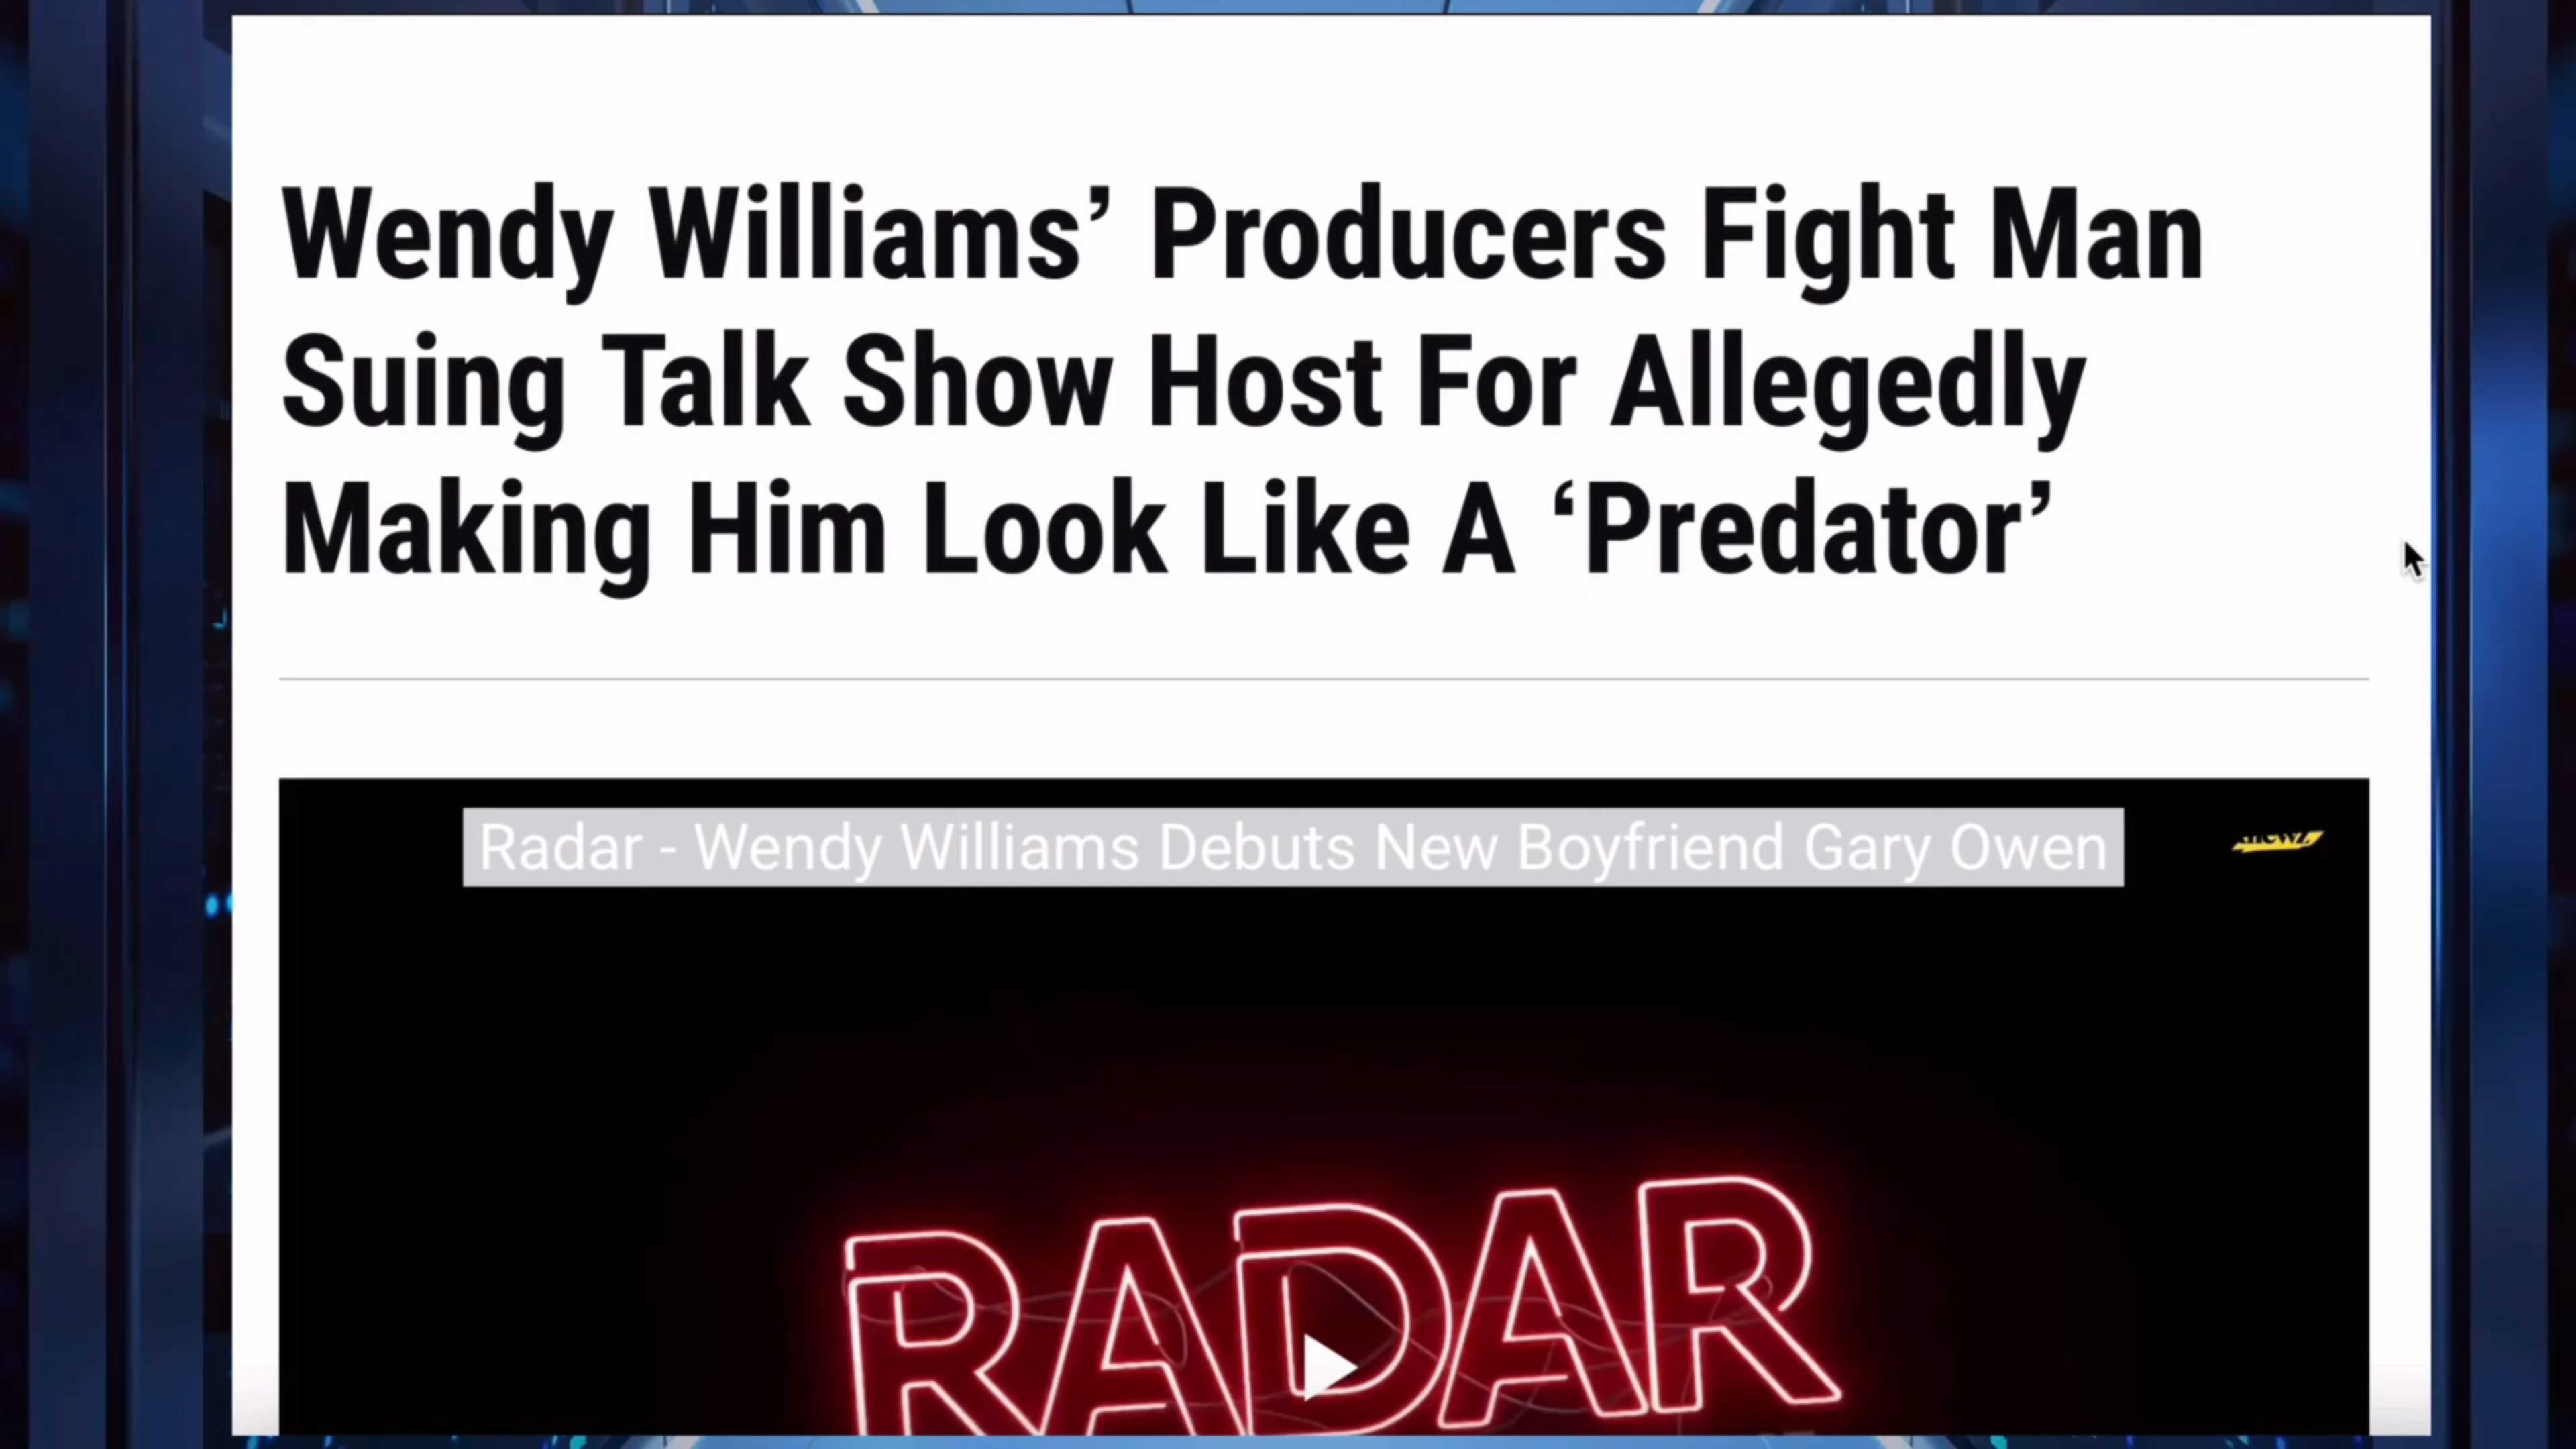 Wendy Williams’ Producers Fight Man
Suing Talk Show Host For Allegedly
Making Him Look Like A ‘Predator’
Radar - Wendy Williams Debuts New Boyfriend Gary Owen
RADAR